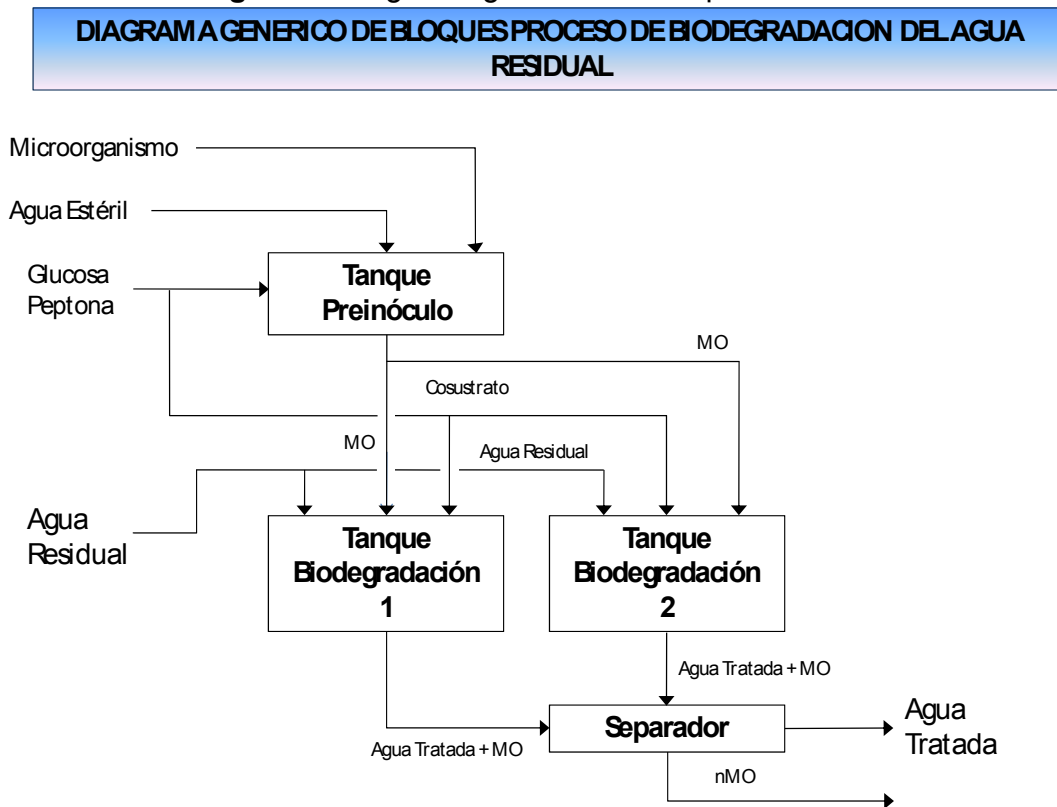 DIAGRAMA GENERICO DE BLOQUES PROCESO DE BIODEGRADACION DEL AGUA
RESIDUAL
Microorganismo
Agua Estéril
Glucosa
Peptona
Tanque
Preinóculo
MO
Cosustrato
MO
Agua Residual
Agua
Residual
Tanque
Biodegradación
1
Tanque
Biodegradación
2
Agua Tratada + MO
Separador
Agua
Tratada
Agua Tratada + MO
nMO